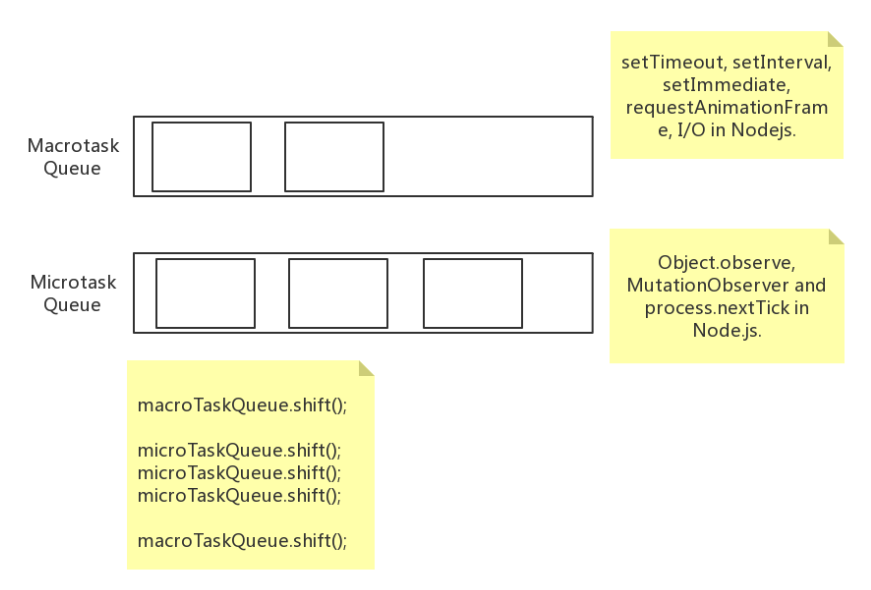 setTimeout, setInterval,
setImmediate,
requestAnimationFram
e, I/O in Nodejs.
Macrotask
Queue
Microtask
Queue
Object.observe,
MutationObserver and
process.nextTick in
Node.js.
macroTaskQueue.shift();
microTaskQueue.shift();
microTaskQueue.shift();
microTaskQueue.shift();
macroTaskQueue.shift();